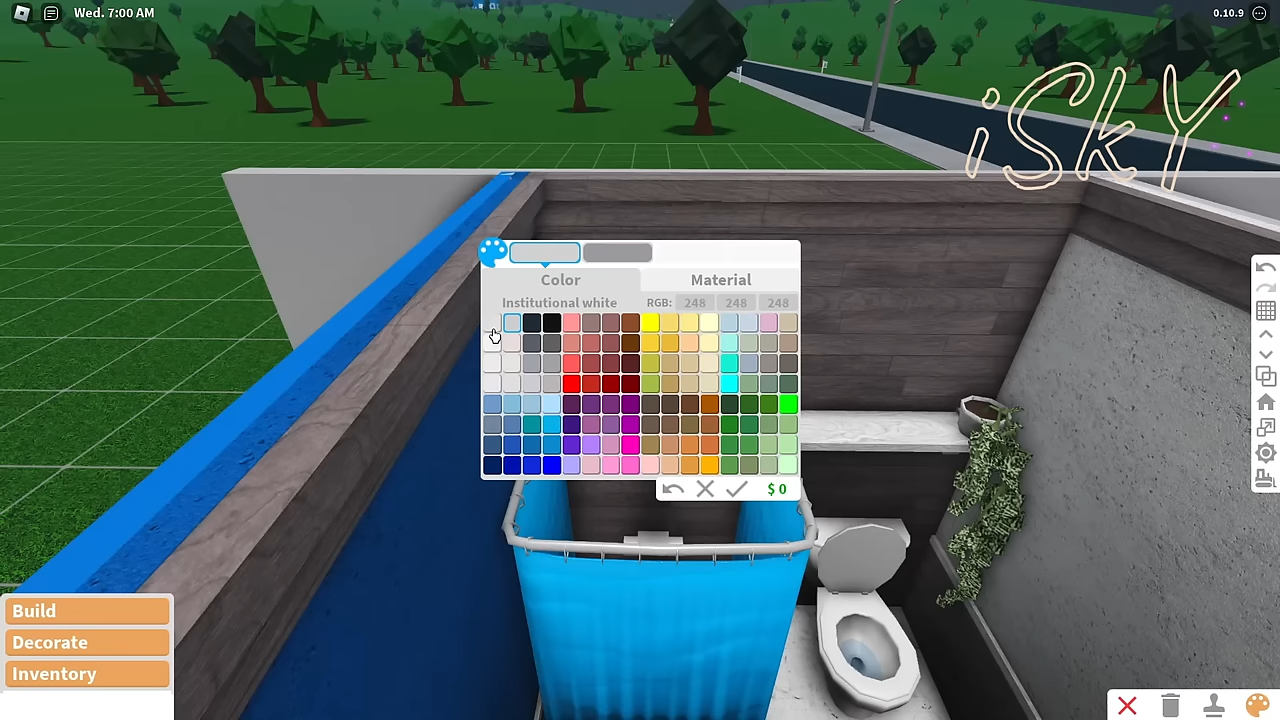 Wed. 7:00 AM
0.10.9
iSkY
Color
Material
Institutional white
RGB: 248 248 248
$ 0
Build
Decorate
Inventory